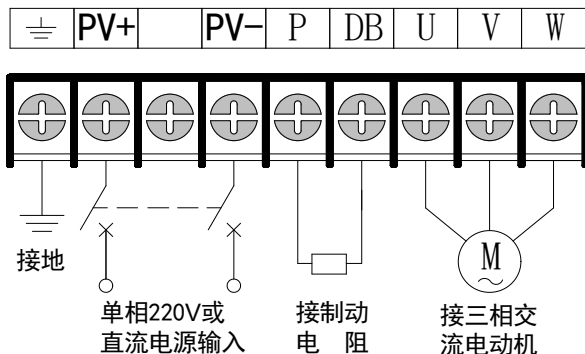 PV+ PV- P DB U V W
接地
M
单相220V或 接制动 接三相交
直流电源输入 电 阻 流电动机